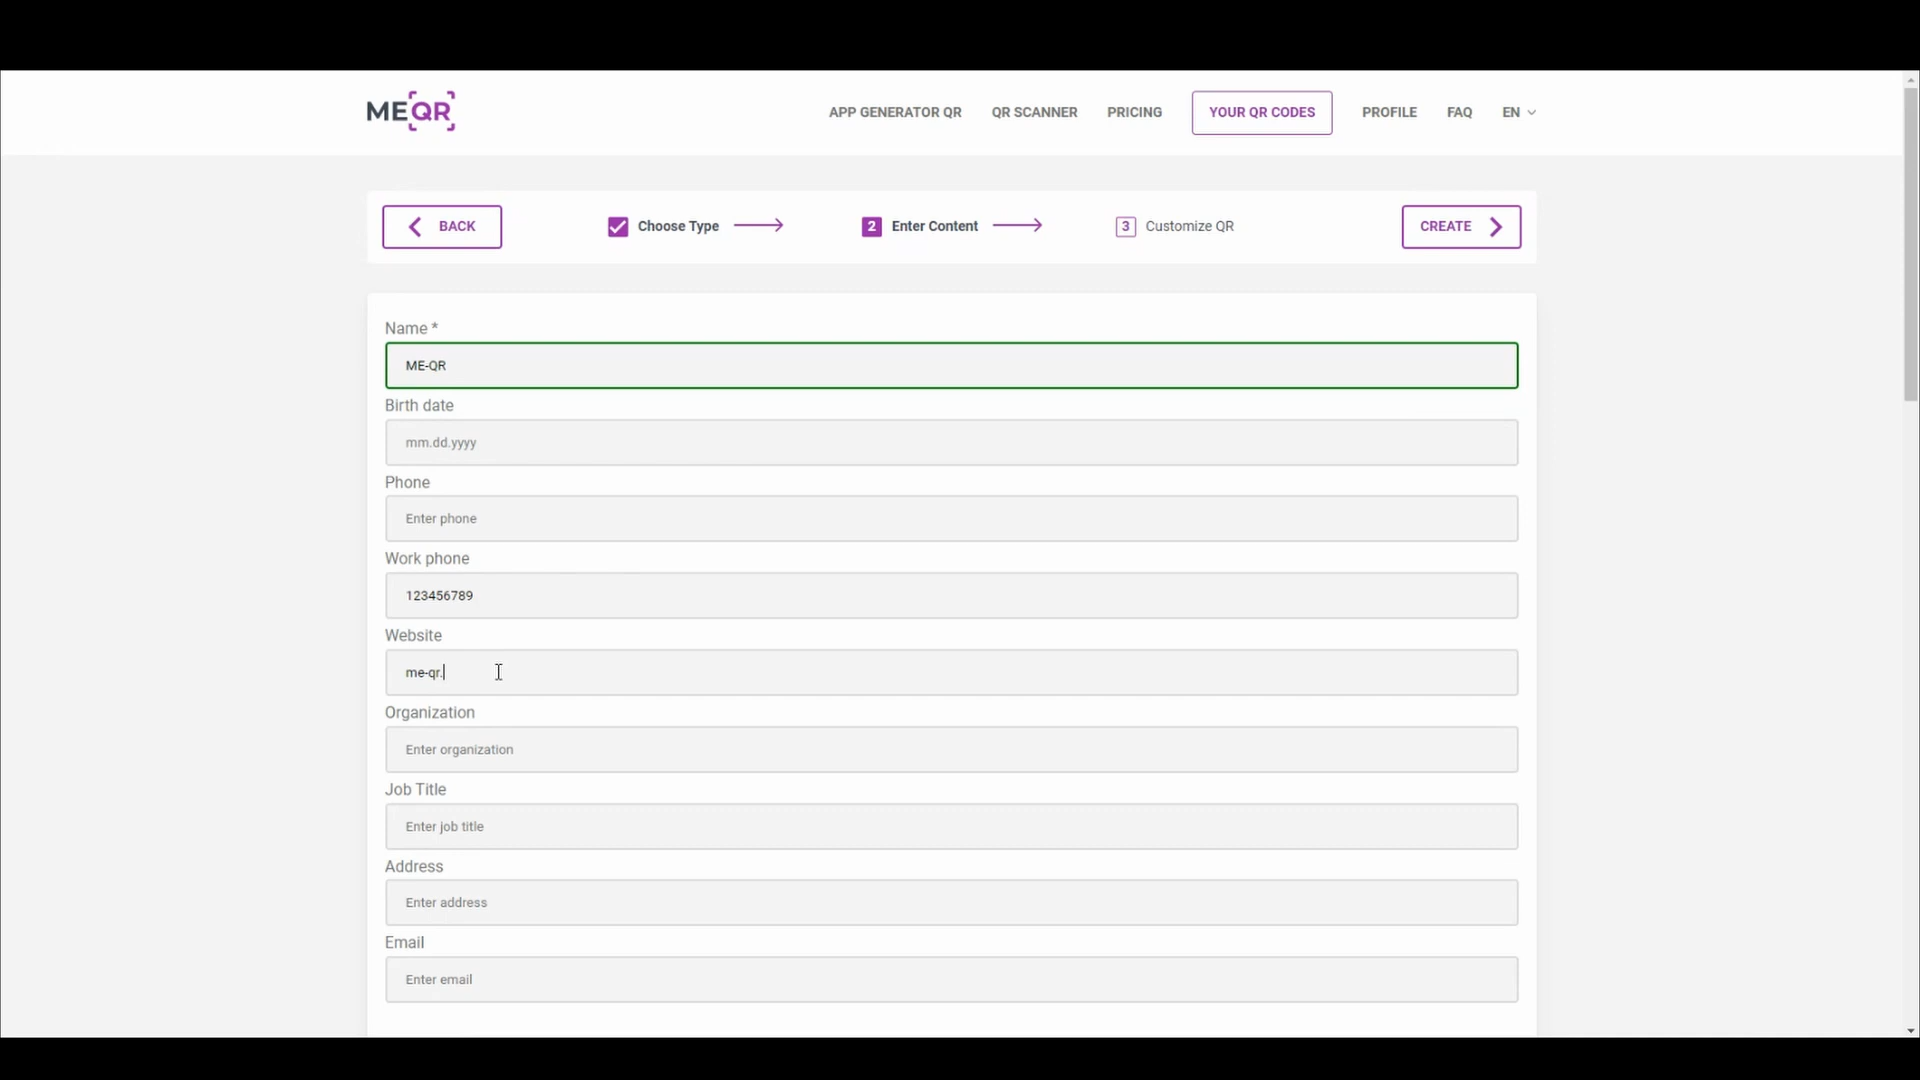 MEQR
APP GENERATOR QR QR SCANNER PRICING YOUR QR CODES PROFILE FAQ EN
BACK Choose Type 2 Enter Content 3 Customize QR CREATE
Name *
ME-QR
Birth date
mm.dd.yyyy
Phone
Enter phone
Work phone
123456789
Website
me-qr.
Organization
Enter organization
Job Title
Enter job title
Address
Enter address
Email
Enter email